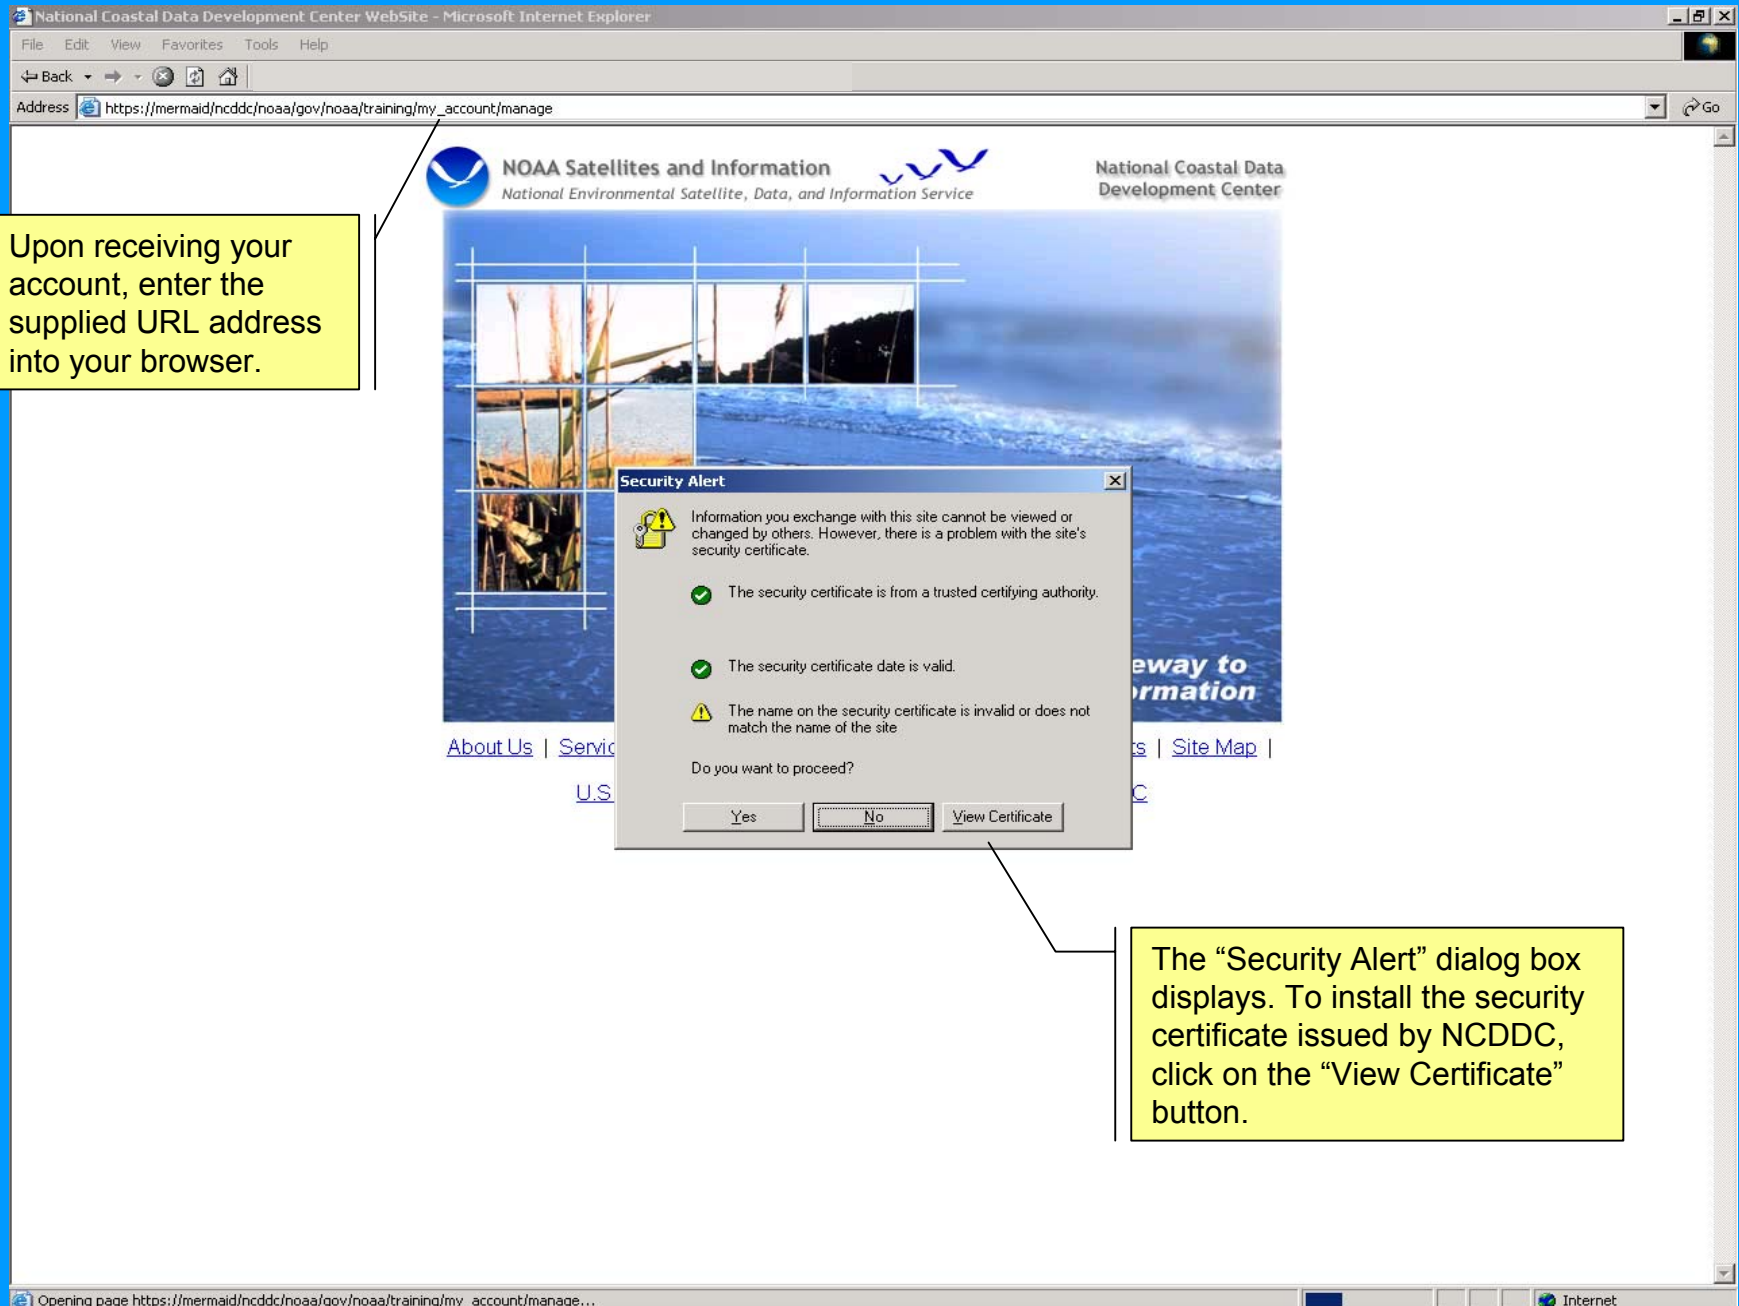 National Coastal Data Development Center WebSite - Microsoft Internet Explorer
File Edit View Favorites Tools Help
Back
Address https://mermaid/ncddc/noaa/gov/noaa/training/my_account/manage Go
NOAA Satellites and Information
National Environmental Satellite, Data, and Information Service
National Coastal Data
Development Center
Upon receiving your
account, enter the
supplied URL address
into your browser.
Security Alert
Information you exchange with this site cannot be viewed or
changed by others. However, there is a problem with the site's
security certificate.
The security certificate is from a trusted certifying authority.
The security certificate date is valid.
The name on the security certificate is invalid or does not
match the name of the site
Do you want to proceed?
Yes No View Certificate
eway to
rmation
About Us | Servic
s | Site Map |
U.S
C
The “Security Alert” dialog box
displays. To install the security
certificate issued by NCDDC,
click on the “View Certificate”
button.
Opening page https://mermaid/ncddc/noaa/gov/noaa/training/my_account/manage...
Internet